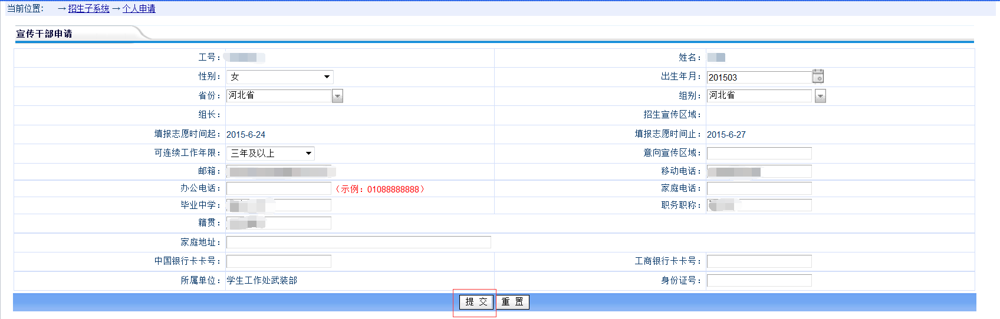 当前位置： → 招生子系统 → 个人申请
宣传干部申请
工号： 姓名：
性别： 女 出生年月： 201503
省份： 河北省 组别： 河北省
组长： 招生宣传区域：
填报志愿时间起： 2015-6-24 填报志愿时间止： 2015-6-27
可连续工作年限： 三年及以上 意向宣传区域：
邮箱： 移动电话：
办公电话： （示例：01088888888） 家庭电话：
毕业中学： 职务职称：
籍贯：
家庭地址：
中国银行卡卡号： 工商银行卡卡号：
所属单位： 学生工作处武装部 身份证号：
提 交 重 置